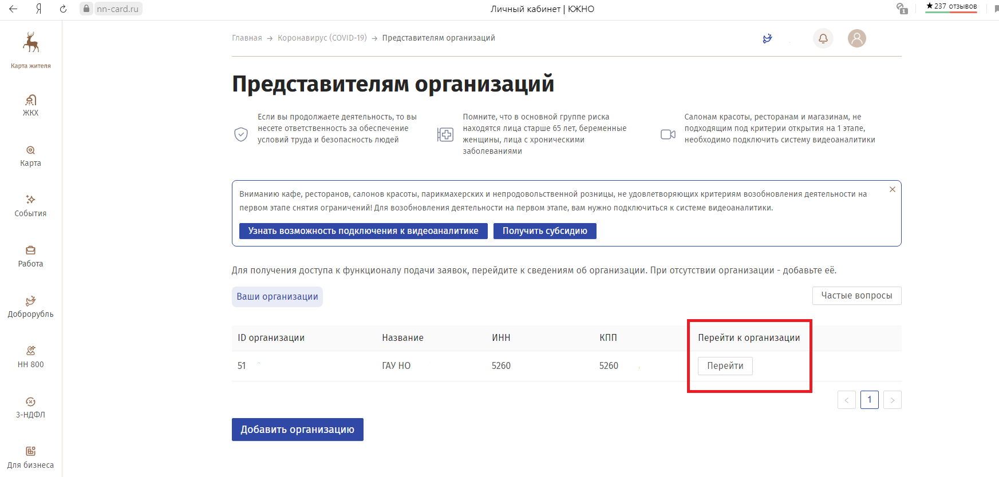 nn-card.ru
Личный кабинет | КЖНО
1
★237 отзывов
Карта жителя
ЖКХ
Карта
События
Работа
Доброрубль
НН 800
3-НДФЛ
Для бизнеса
Главная → Коронавирус (COVID-19) → Представителям организаций
Представителям организаций
Если вы продолжаете деятельность, то вы
несете ответственность за обеспечение
условий труда и безопасность людей
Помните, что в основной группе риска
находятся лица старше 65 лет, беременные
женщины, лица с хроническими
заболеваниями
Салонам красоты, ресторанам и магазинам, не
подходящим под критерии открытия на 1 этапе,
необходимо подключить систему видеоаналитики
Вниманию кафе, ресторанов, салонов красоты, парикмахерских и непродовольственной розницы, не удовлетворяющих критериям возобновления деятельности на
первом этапе снятия ограничений! Для возобновления деятельности на первом этапе, вам нужно подключиться к системе видеоаналитики.
Узнать возможность подключения к видеоаналитике Получить субсидию
Для получения доступа к функционалу подачи заявок, перейдите к сведениям об организации. При отсутствии организации - добавьте её.
Ваши организации
Частые вопросы
ID организации Название ИНН КПП Перейти к организации
51 ГАУ НО 5260 5260 Перейти
< 1 >
Добавить организацию